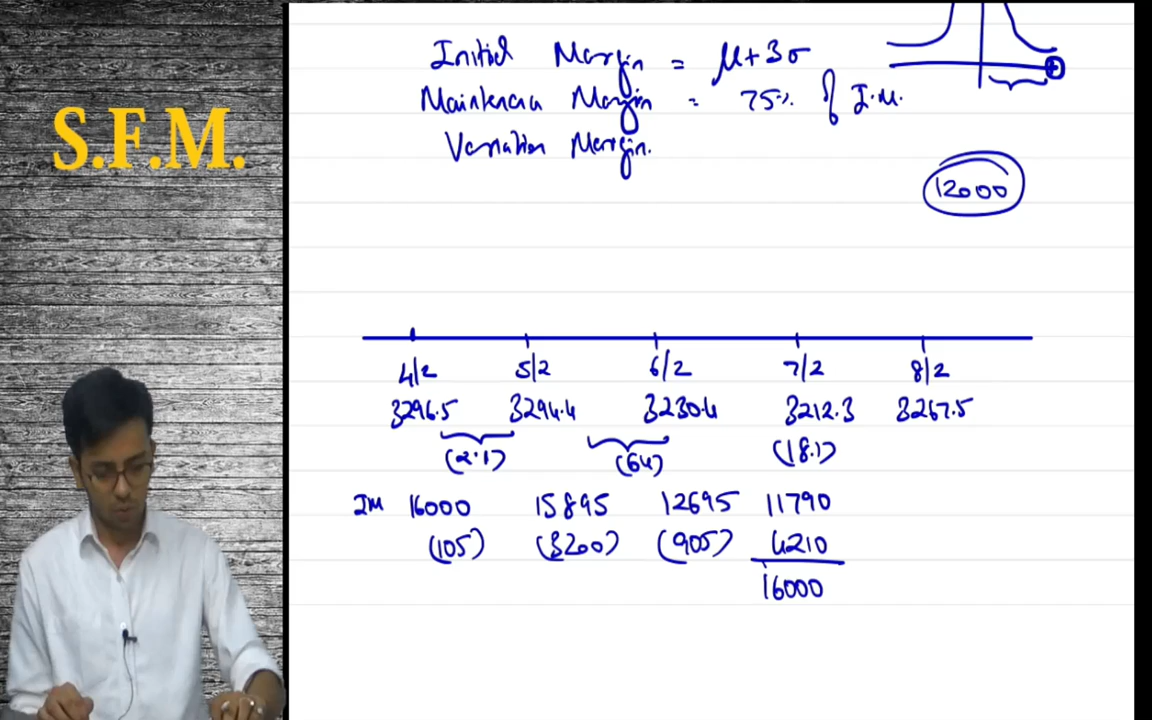 S.F.M.
Initial Margin = μ + 3σ
Maintenance Margin = 75% of I.M.
Variation Margin.
12000
4/2 5/2 6/2 7/2 8/2
3296.5 3294.4 3230.4 3212.3 3267.5
(2.1) (64) (18.1)
IM 16000 15895 12695 11790
(105) (3200) (905) 4210
16000